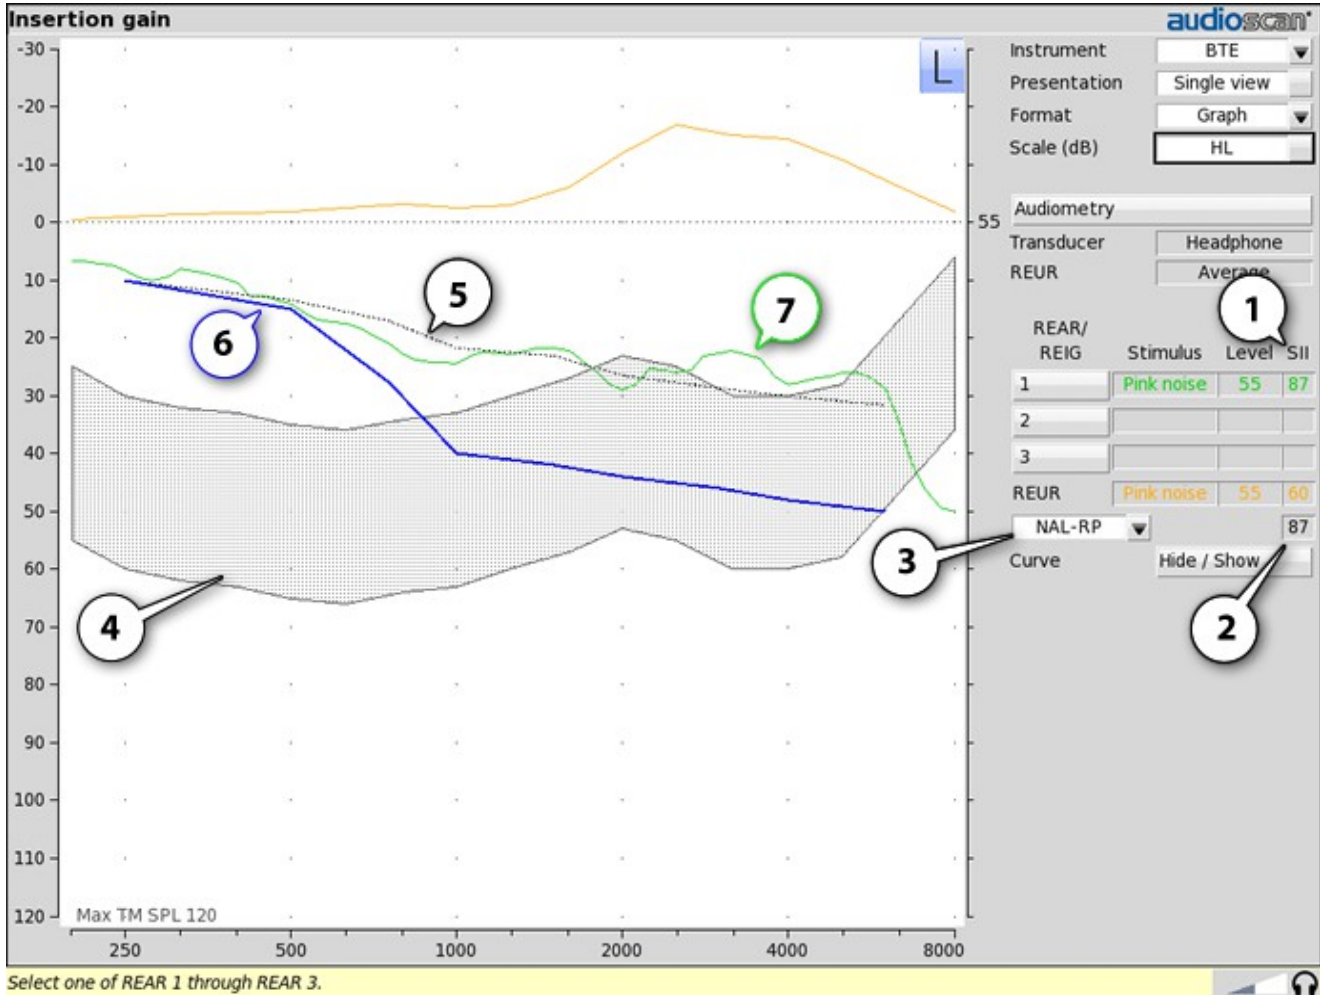 Insertion gain
audioscan
-30
-20
-10
0
10
20
30
40
50
60
70
80
90
100
110
120
L
55
5
6
7
4
Max TM SPL 120
250 500 1000 2000 4000 8000
Instrument BTE
Presentation Single view
Format Graph
Scale (dB) HL
Audiometry
Transducer Headphone
REUR Average
1
REAR/
REIG Stimulus Level SII
1 Pink noise 55 87
2
3
REUR Pink noise 55 60
NAL-RP 87
Curve Hide / Show
3
2
Select one of REAR 1 through REAR 3.